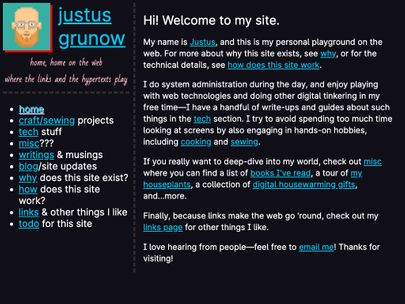 justus
grunow
home, home on the web
where the links and the hypertexts play
home
craft/sewing projects
tech stuff
misc???
writings & musings
blog/site updates
why does this site exist?
how does this site
work?
links & other things I like
todo for this site
Hi! Welcome to my site.
My name is Justus, and this is my personal playground on the
web. For more about why this site exists, see why, or for the
technical details, see how does this site work.
I do system administration during the day, and enjoy playing
with web technologies and doing other digital tinkering in my
free time—I have a handful of write-ups and guides about such
things in the tech section. I try to avoid spending too much time
looking at screens by also engaging in hands-on hobbies,
including cooking and sewing.
If you really want to deep-dive into my world, check out misc
where you can find a list of books I've read, a tour of my
houseplants, a collection of digital housewarming gifts,
and...more.
Finally, because links make the web go 'round, check out my
links page for other things I like.
I love hearing from people—feel free to email me! Thanks for
visiting!